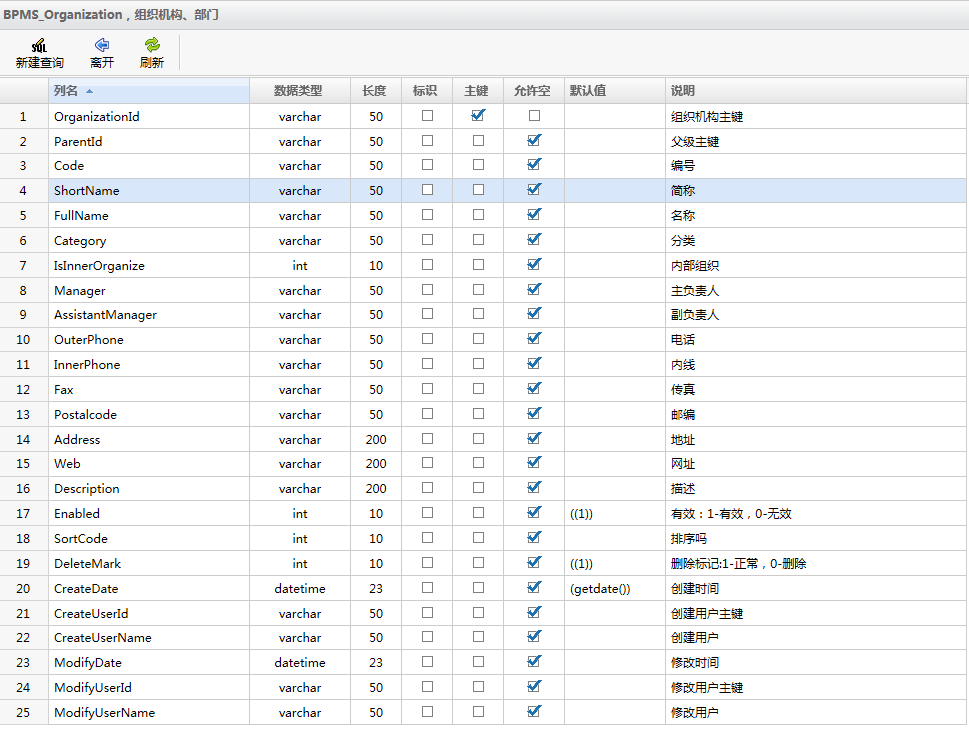 BPMS_Organization，组织机构、部门
SQL
新建查询 离开 刷新
列名 数据类型 长度 标识 主键 允许空 默认值 说明
1 OrganizationId varchar 50 组织机构主键
2 ParentId varchar 50 父级主键
3 Code varchar 50 编号
4 ShortName varchar 50 简称
5 FullName varchar 50 名称
6 Category varchar 50 分类
7 IsInnerOrganize int 10 内部组织
8 Manager varchar 50 主负责人
9 AssistantManager varchar 50 副负责人
10 OuterPhone varchar 50 电话
11 InnerPhone varchar 50 内线
12 Fax varchar 50 传真
13 Postalcode varchar 50 邮编
14 Address varchar 200 地址
15 Web varchar 200 网址
16 Description varchar 200 描述
17 Enabled int 10 ((1)) 有效：1-有效，0-无效
18 SortCode int 10 排序吗
19 DeleteMark int 10 ((1)) 删除标记:1-正常，0-删除
20 CreateDate datetime 23 (getdate()) 创建时间
21 CreateUserId varchar 50 创建用户主键
22 CreateUserName varchar 50 创建用户
23 ModifyDate datetime 23 修改时间
24 ModifyUserId varchar 50 修改用户主键
25 ModifyUserName varchar 50 修改用户